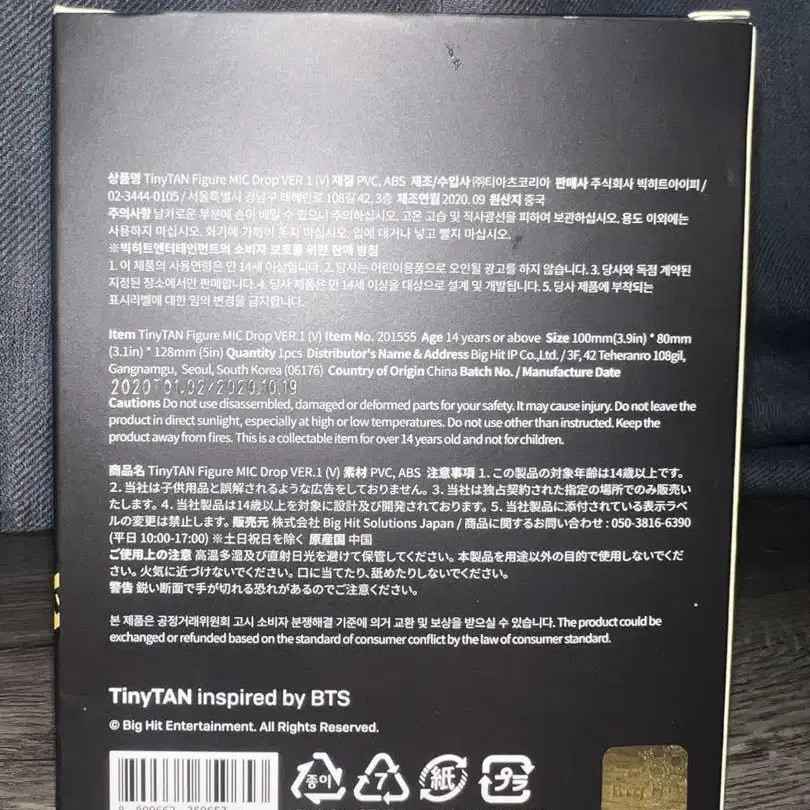 상품명 TinyTAN Figure MIC Drop VER.1 (V) 재질 PVC, ABS 제조/수입사 ㈜티아츠코리아 판매사 주식회사 빅히트아이피 /
02-3444-0105 / 서울특별시 강남구 테헤란로 108길 42, 3층 제조연월 2020. 09 원산지 중국
주의사항 날카로운 부분에 손이 베일 수 있으니 주의하십시오. 고온 고습 및 직사광선을 피하여 보관하십시오. 용도 이외에는
사용하지 마십시오. 화기에 가까이 두지 마십시오. 입에 대거나 넣고 빨지 마십시오.
※빅히트엔터테인먼트의 소비자 보호를 위한 판매 방침
1. 이 제품의 사용연령은 만 14세 이상입니다. 2. 당사는 어린이용품으로 오인될 광고를 하지 않습니다. 3. 당사와 독점 계약된
지정된 장소에서만 판매합니다. 4. 당사 제품은 만 14세 이상을 대상으로 설계 및 개발됩니다. 5. 당사 제품에 부착되는
표시라벨에 대한 임의 변경을 금지합니다.
Item TinyTAN Figure MIC Drop VER.1 (V) Item No. 201555 Age 14 years or above Size 100mm(3.9in) * 80mm
(3.1in) * 128mm (5in) Quantity 1pcs Distributor's Name & Address Big Hit IP Co.,Ltd. / 3F, 42 Teheranro 108gil,
Gangnamgu, Seoul, South Korea (06176) Country of Origin China Batch No. / Manufacture Date
2020T01.02/2020.10.19
Cautions Do not use disassembled, damaged or deformed parts for your safety. It may cause injury. Do not leave the
product in direct sunlight, especially at high or low temperatures. Do not use other than instructed. Keep the
product away from fires. This is a collectable item for over 14 years old and not for children.
商品名 TinyTAN Figure MIC Drop VER.1 (V) 素材 PVC, ABS 注意事項 1. この製品の対象年齢は14歳以上です。
2. 当社は子供用品と誤解されるような広告をしておりません。3. 当社は独占契約された指定の場所でのみ販売い
たします。4. 当社製品は14歳以上を対象に設計及び開発されております。5. 当社製品に添付されている表示ラベ
ルの変更は禁止します。販売元 株式会社 Big Hit Solutions Japan / 商品に関するお問い合わせ : 050-3816-6390
(平日 10:00-17:00) ※土日祝日を除く 原産国 中国
ご使用上の注意 高温多湿及び直射日光を避けて保管してください。本製品を用途以外の目的で使用しないでくだ
さい。火気に近づけないでください。口に当てたり、舐めたりしないでください。
警告 鋭い断面で手が切れる恐れがあるのでご注意ください。
본 제품은 공정거래위원회 고시 소비자 분쟁해결 기준에 의거 교환 및 보상을 받으실 수 있습니다. The product could be
exchanged or refunded based on the standard of consumer conflict by the law of consumer standard.
TinyTAN inspired by BTS
© Big Hit Entertainment. All Rights Reserved.
종이 7 紙 プラ